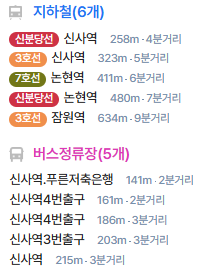 지하철(6개)
신분당선 신사역 258m · 4분거리
3호선 신사역 323m · 5분거리
7호선 논현역 411m · 6분거리
신분당선 논현역 480m · 7분거리
3호선 잠원역 634m · 9분거리
버스정류장(5개)
신사역.푸른저축은행 141m · 2분거리
신사역4번출구 161m · 2분거리
신사역4번출구 186m · 3분거리
신사역3번출구 203m · 3분거리
신사역 215m · 3분거리